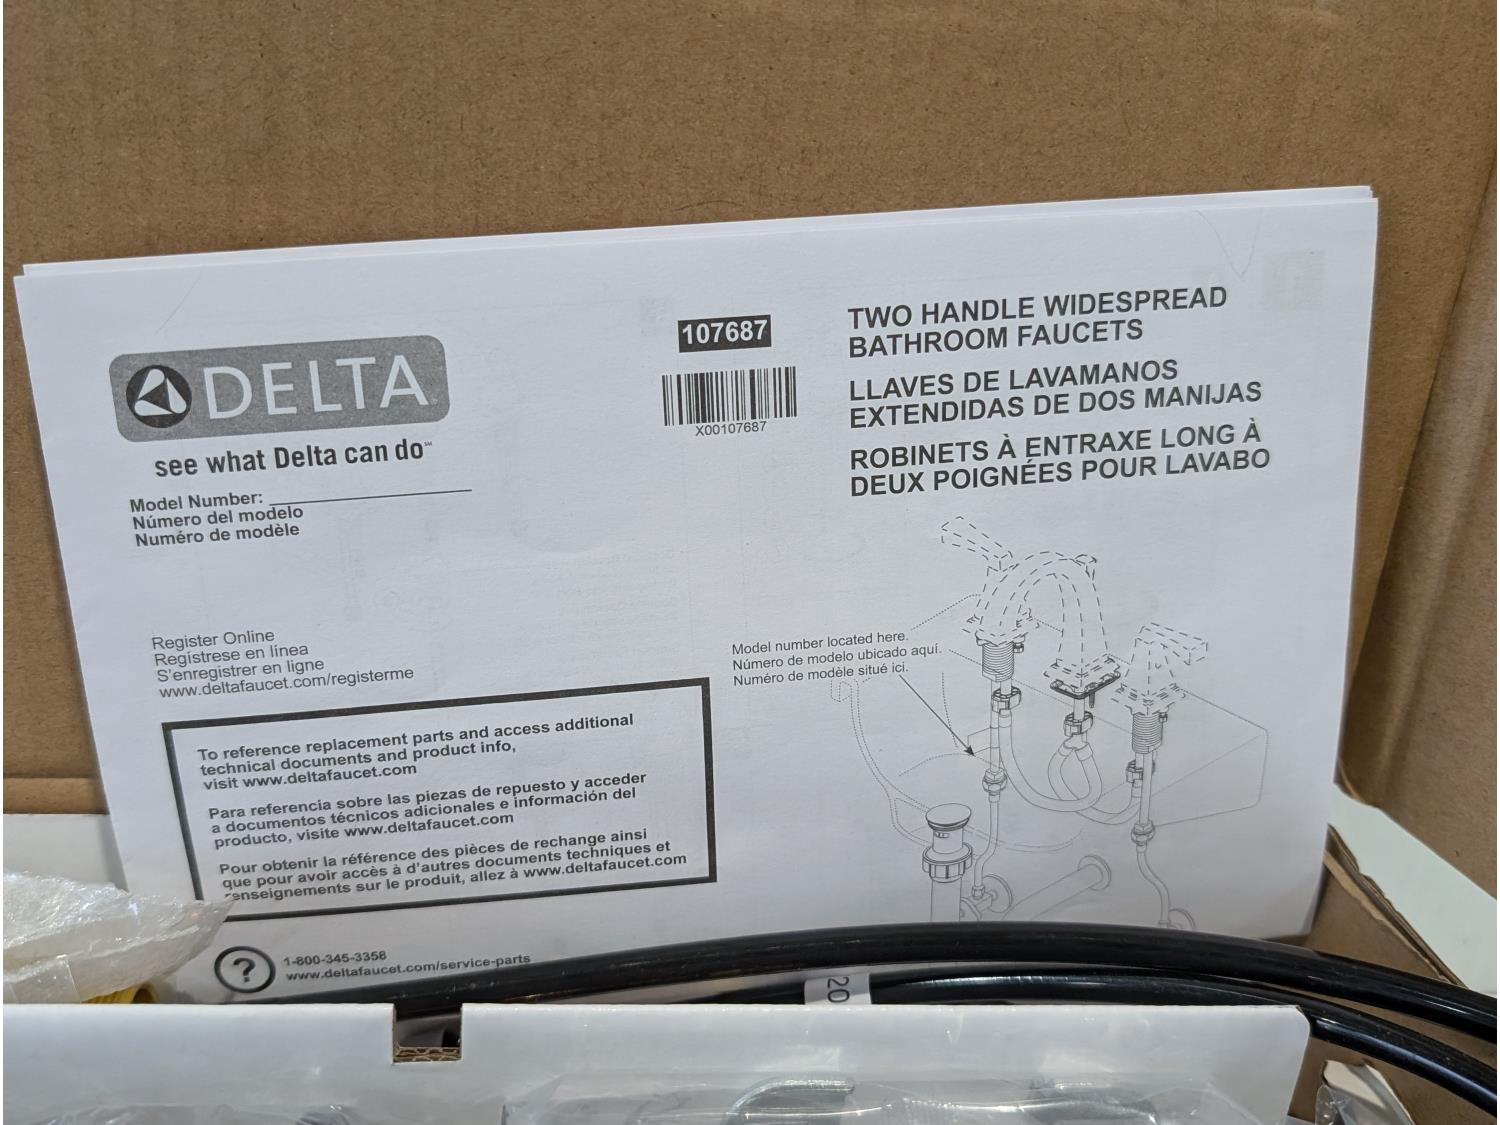 DELTA
see what Delta can do℠
Model Number:
Número del modelo
Numéro de modèle
107687
X00107687
TWO HANDLE WIDESPREAD
BATHROOM FAUCETS
LLAVES DE LAVAMANOS
EXTENDIDAS DE DOS MANIJAS
ROBINETS À ENTRAXE LONG À
DEUX POIGNÉES POUR LAVABO
Register Online
Regístrese en línea
S'enregistrer en ligne
www.deltafaucet.com/registerme
Model number located here.
Número de modelo ubicado aquí.
Numéro de modèle situé ici.
To reference replacement parts and access additional
technical documents and product info,
visit www.deltafaucet.com
Para referencia sobre las piezas de repuesto y acceder
a documentos técnicos adicionales e información del
producto, visite www.deltafaucet.com
Pour obtenir la référence des pièces de rechange ainsi
que pour avoir accès à d'autres documents techniques et
renseignements sur le produit, allez à www.deltafaucet.com
?
1-800-345-3358
www.deltafaucet.com/service-parts
20